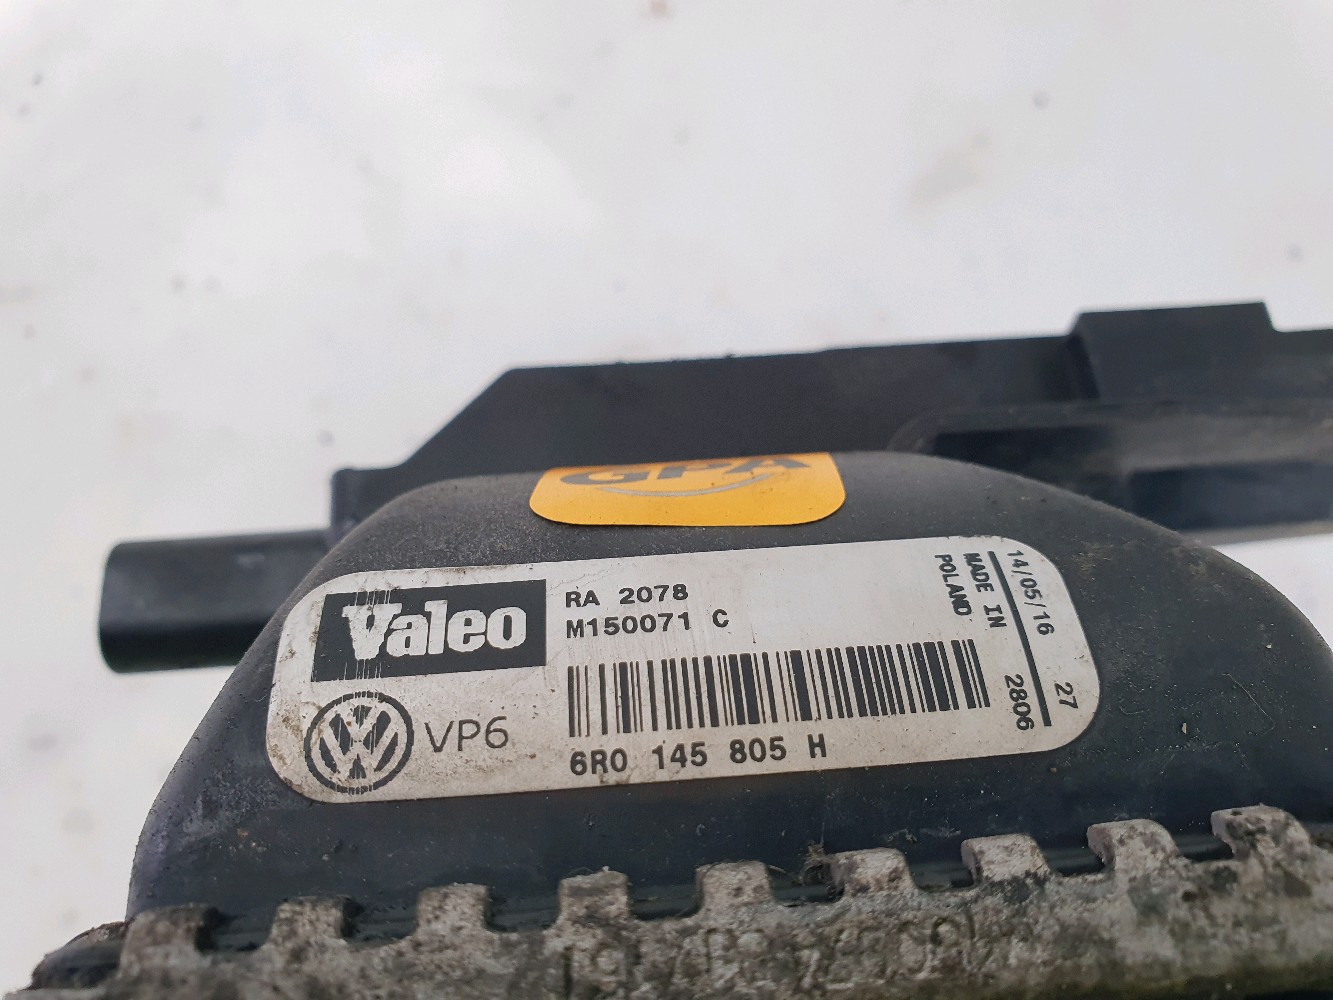 GPA
Valeo
RA 2078
M150071 C
VP6
6R0 145 805 H
MADE IN
POLAND
14/05/16 27
2806